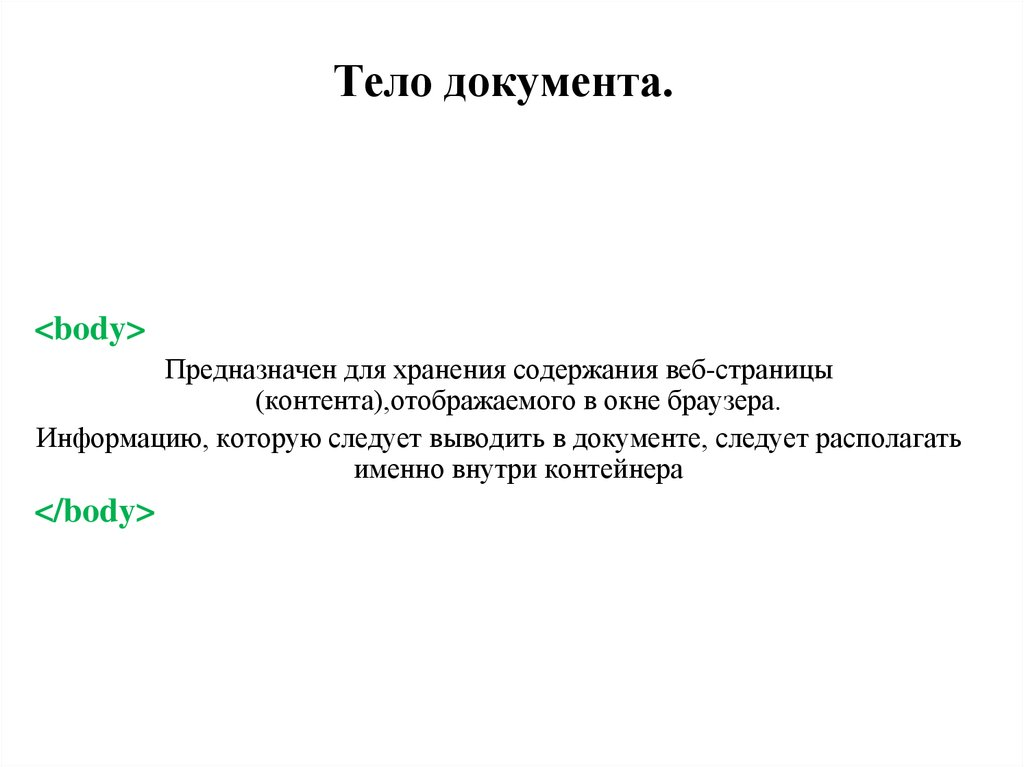 Тело документа.
<body>
Предназначен для хранения содержания веб-страницы
(контента),отображаемого в окне браузера.
Информацию, которую следует выводить в документе, следует располагать
именно внутри контейнера
</body>